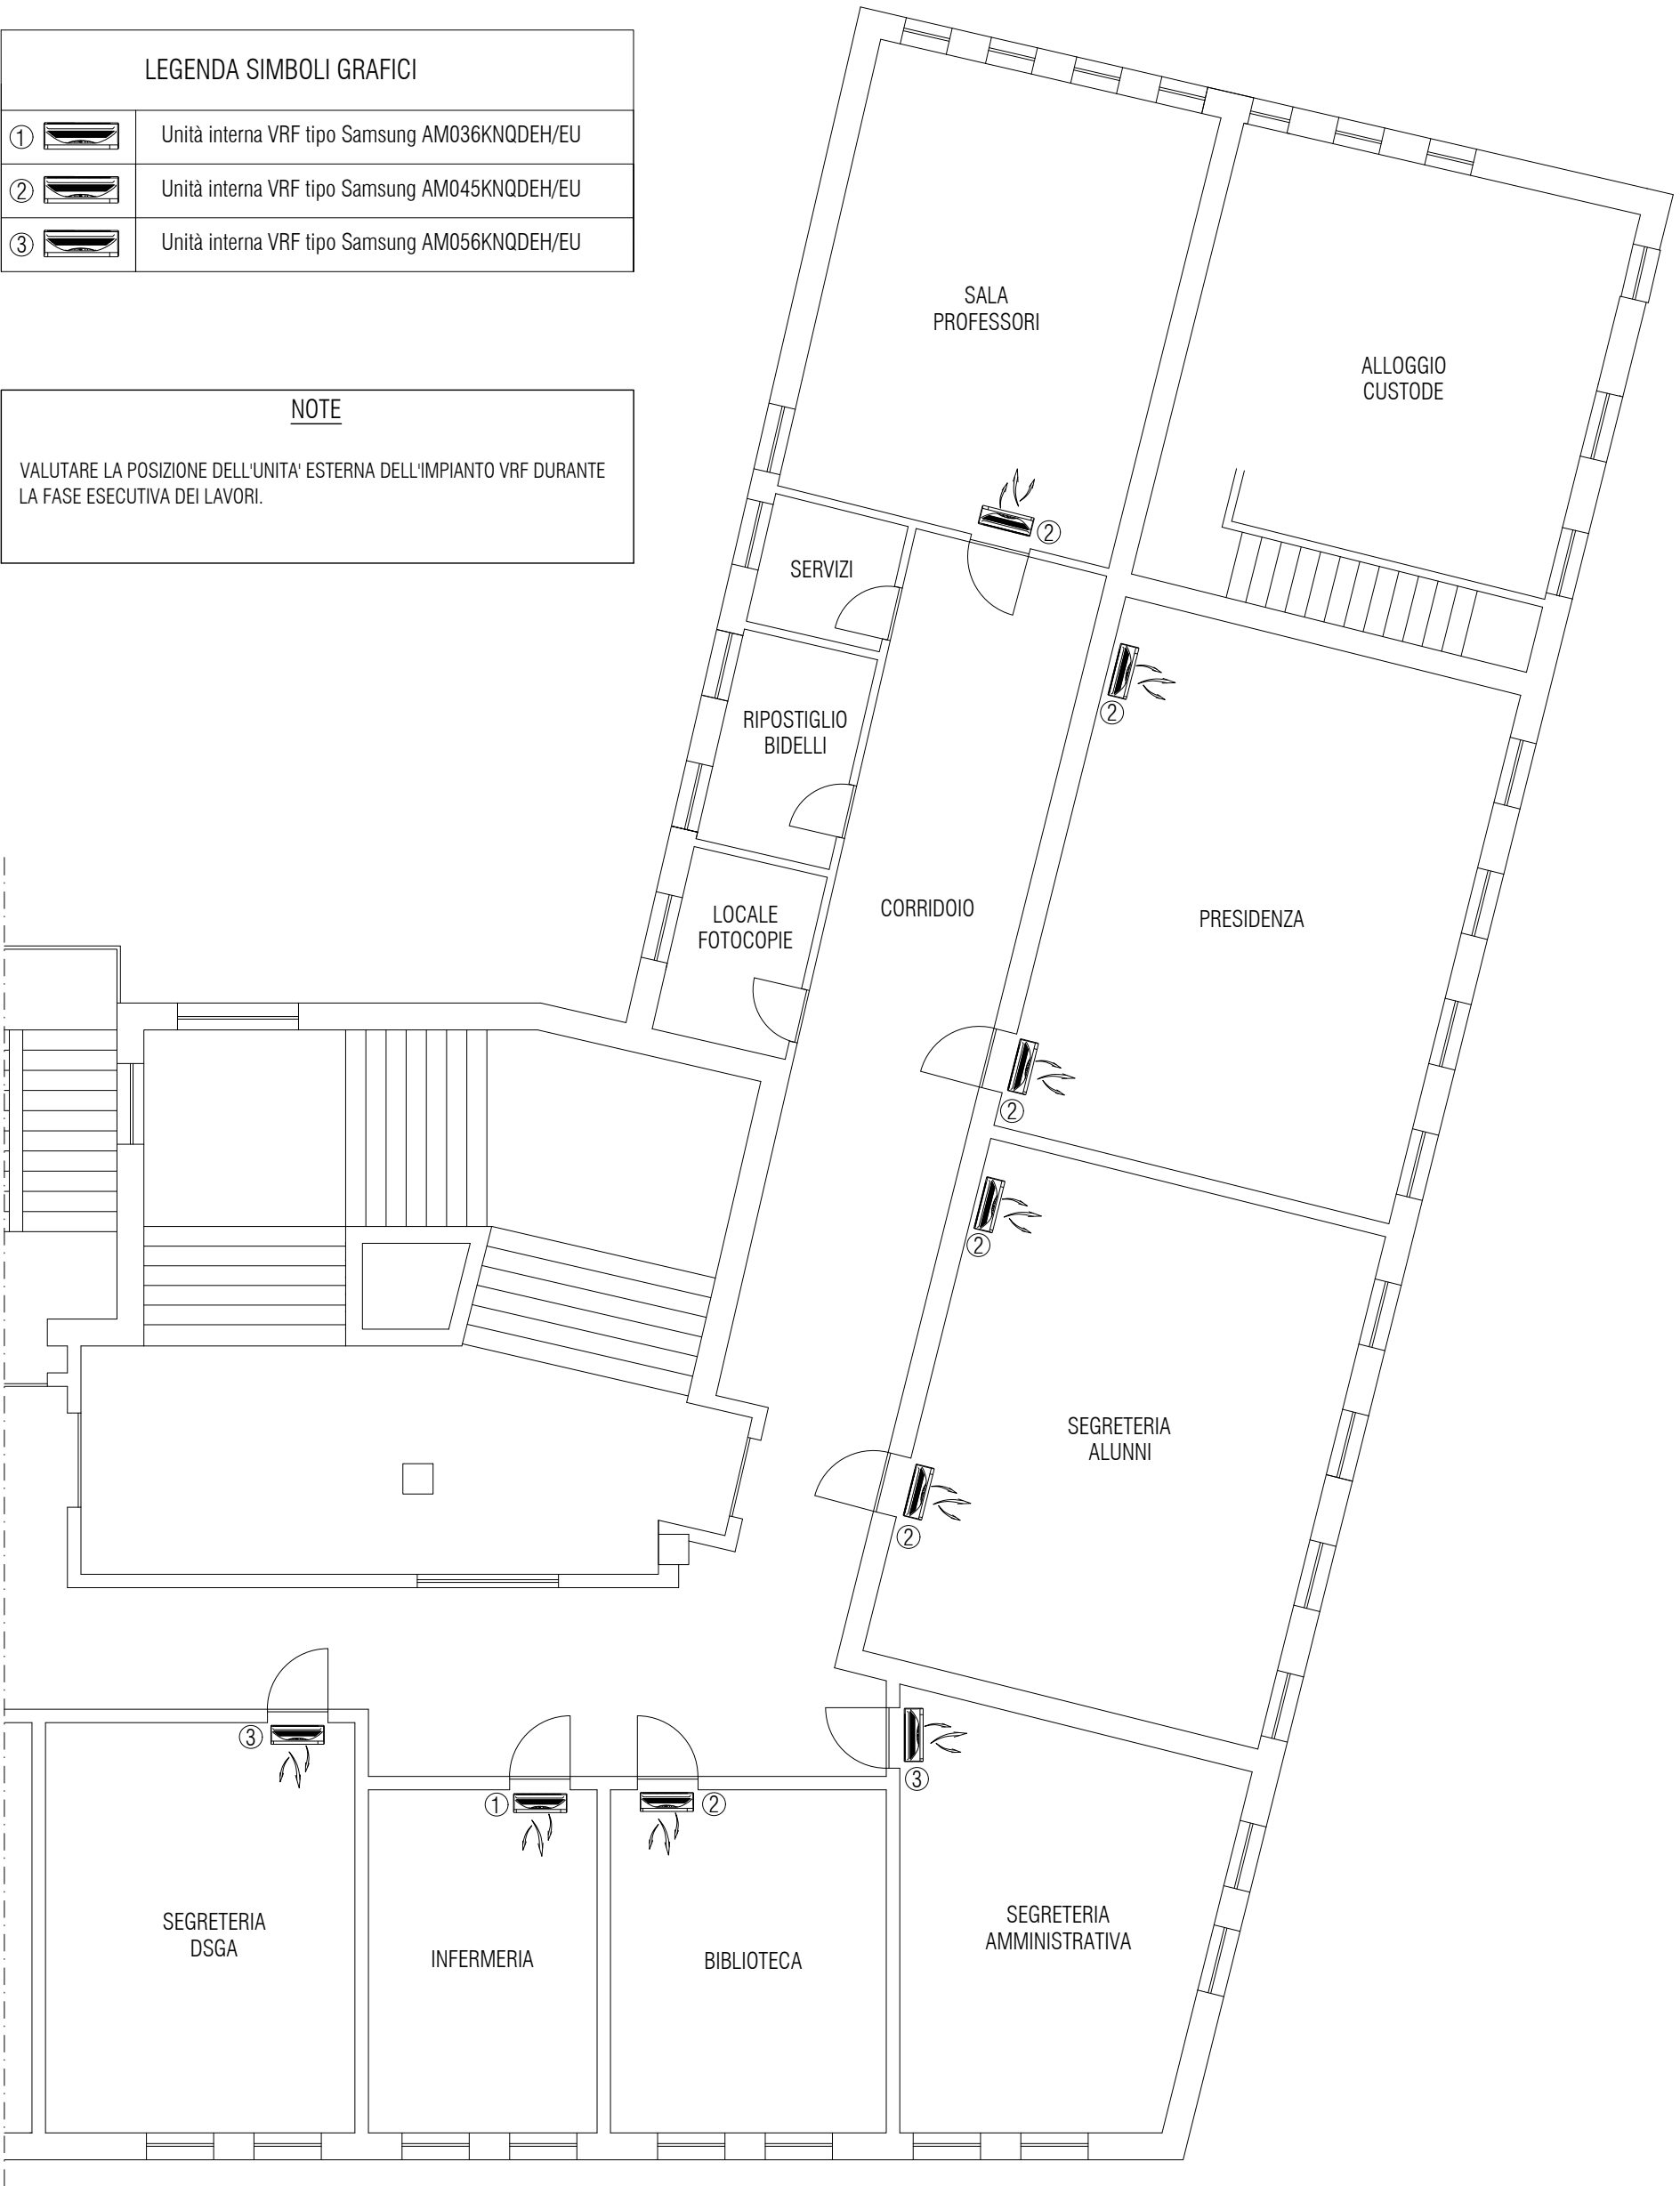 LEGENDA SIMBOLI GRAFICI
1 Unità interna VRF tipo Samsung AM036KNQDEH/EU
2 Unità interna VRF tipo Samsung AM045KNQDEH/EU
3 Unità interna VRF tipo Samsung AM056KNQDEH/EU
NOTE
VALUTARE LA POSIZIONE DELL'UNITA' ESTERNA DELL'IMPIANTO VRF DURANTE
LA FASE ESECUTIVA DEI LAVORI.
SALA
PROFESSORI
ALLOGGIO
CUSTODE
2
SERVIZI
2
RIPOSTIGLIO
BIDELLI
LOCALE
FOTOCOPIE
CORRIDOIO
PRESIDENZA
2
2
SEGRETERIA
ALUNNI
2
3
3
1
2
SEGRETERIA
DSGA
INFERMERIA
BIBLIOTECA
SEGRETERIA
AMMINISTRATIVA